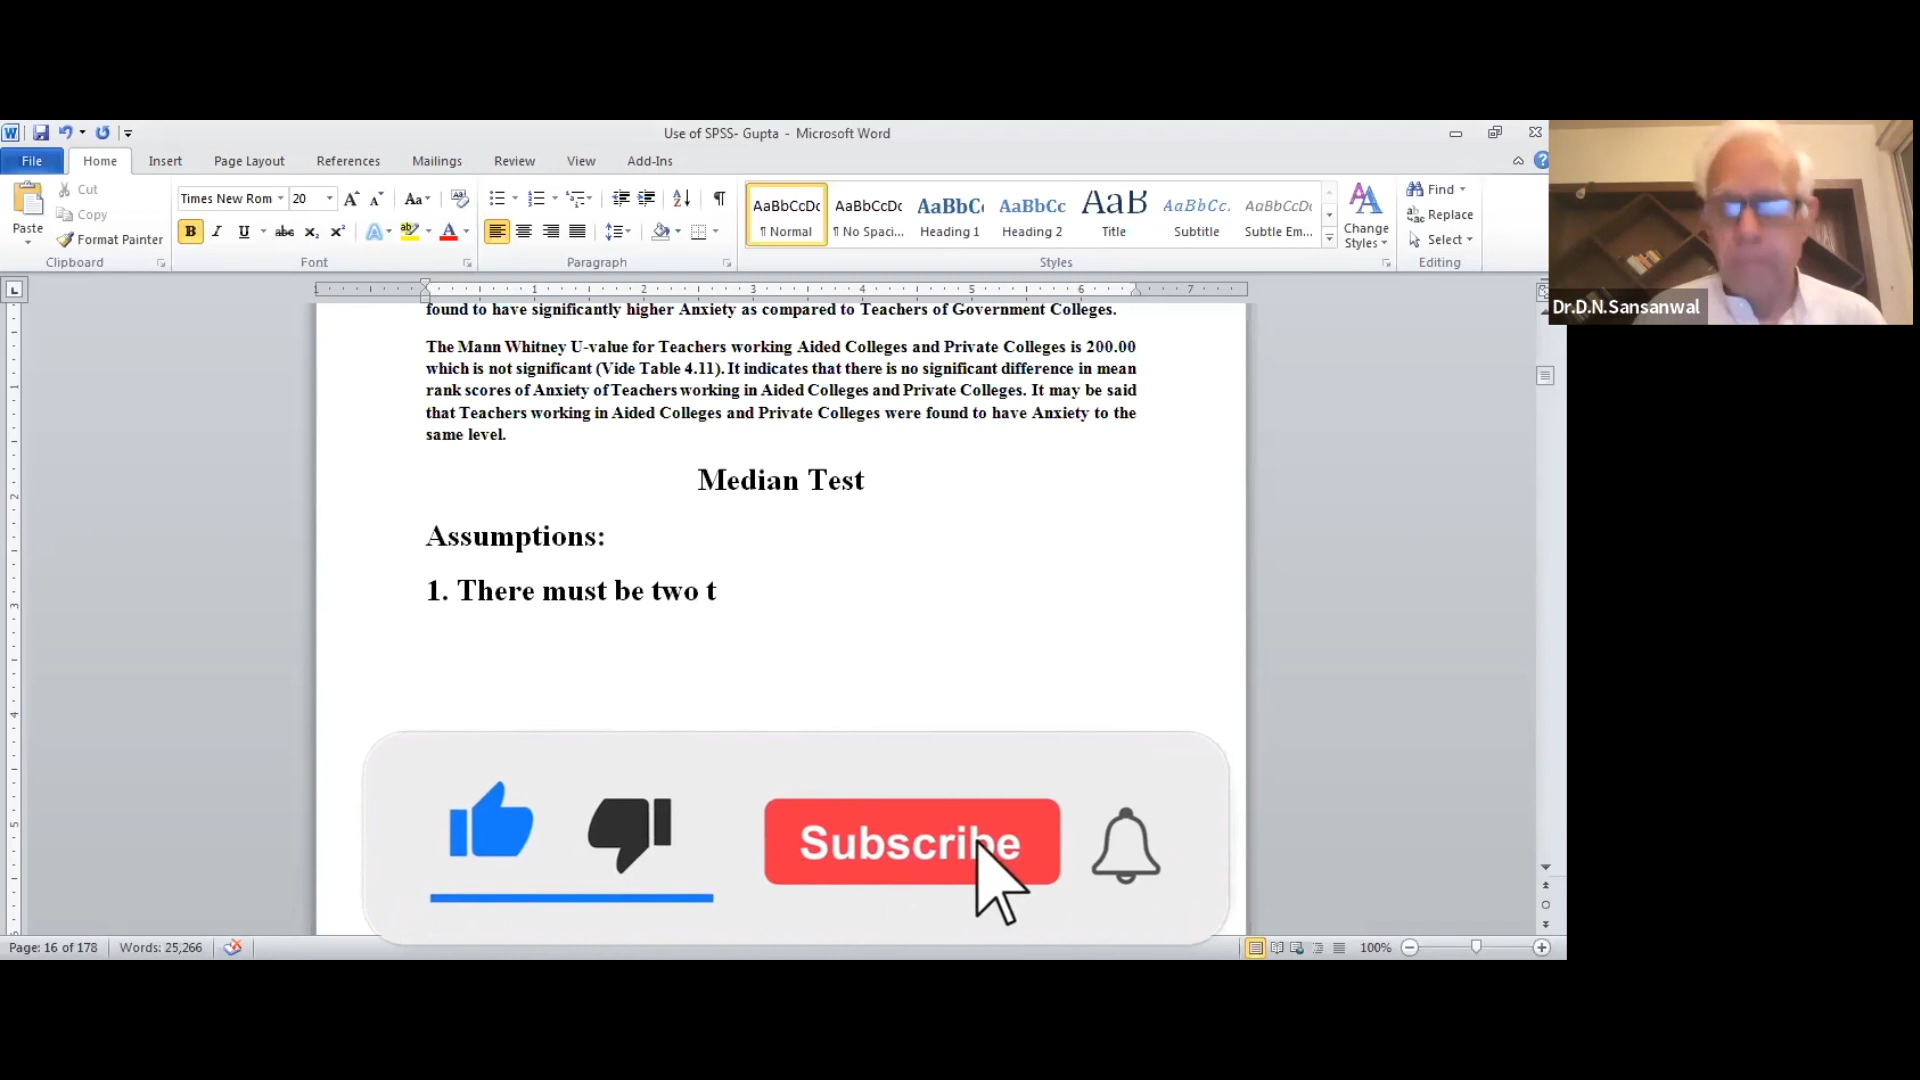 Use of SPSS- Gupta - Microsoft Word
File Home Insert Page Layout References Mailings Review View Add-Ins
Paste
Cut
Copy
Format Painter
Clipboard
Times New Rom 20
Font
Paragraph
AaBbCcDc AaBbCcDc AaBbC AaBbCc AaB AaBbCc. AaBbCcDc
¶ Normal ¶ No Spaci... Heading 1 Heading 2 Title Subtitle Subtle Em...
Change
Styles
Styles
Find
Replace
Select
Editing
Dr.D.N.Sansanwal
found to have significantly higher Anxiety as compared to Teachers of Government Colleges.
The Mann Whitney U-value for Teachers working Aided Colleges and Private Colleges is 200.00
which is not significant (Vide Table 4.11). It indicates that there is no significant difference in mean
rank scores of Anxiety of Teachers working in Aided Colleges and Private Colleges. It may be said
that Teachers working in Aided Colleges and Private Colleges were found to have Anxiety to the
same level.
Median Test
Assumptions:
1. There must be two t
Subscribe
Page: 16 of 178 Words: 25,266
100%